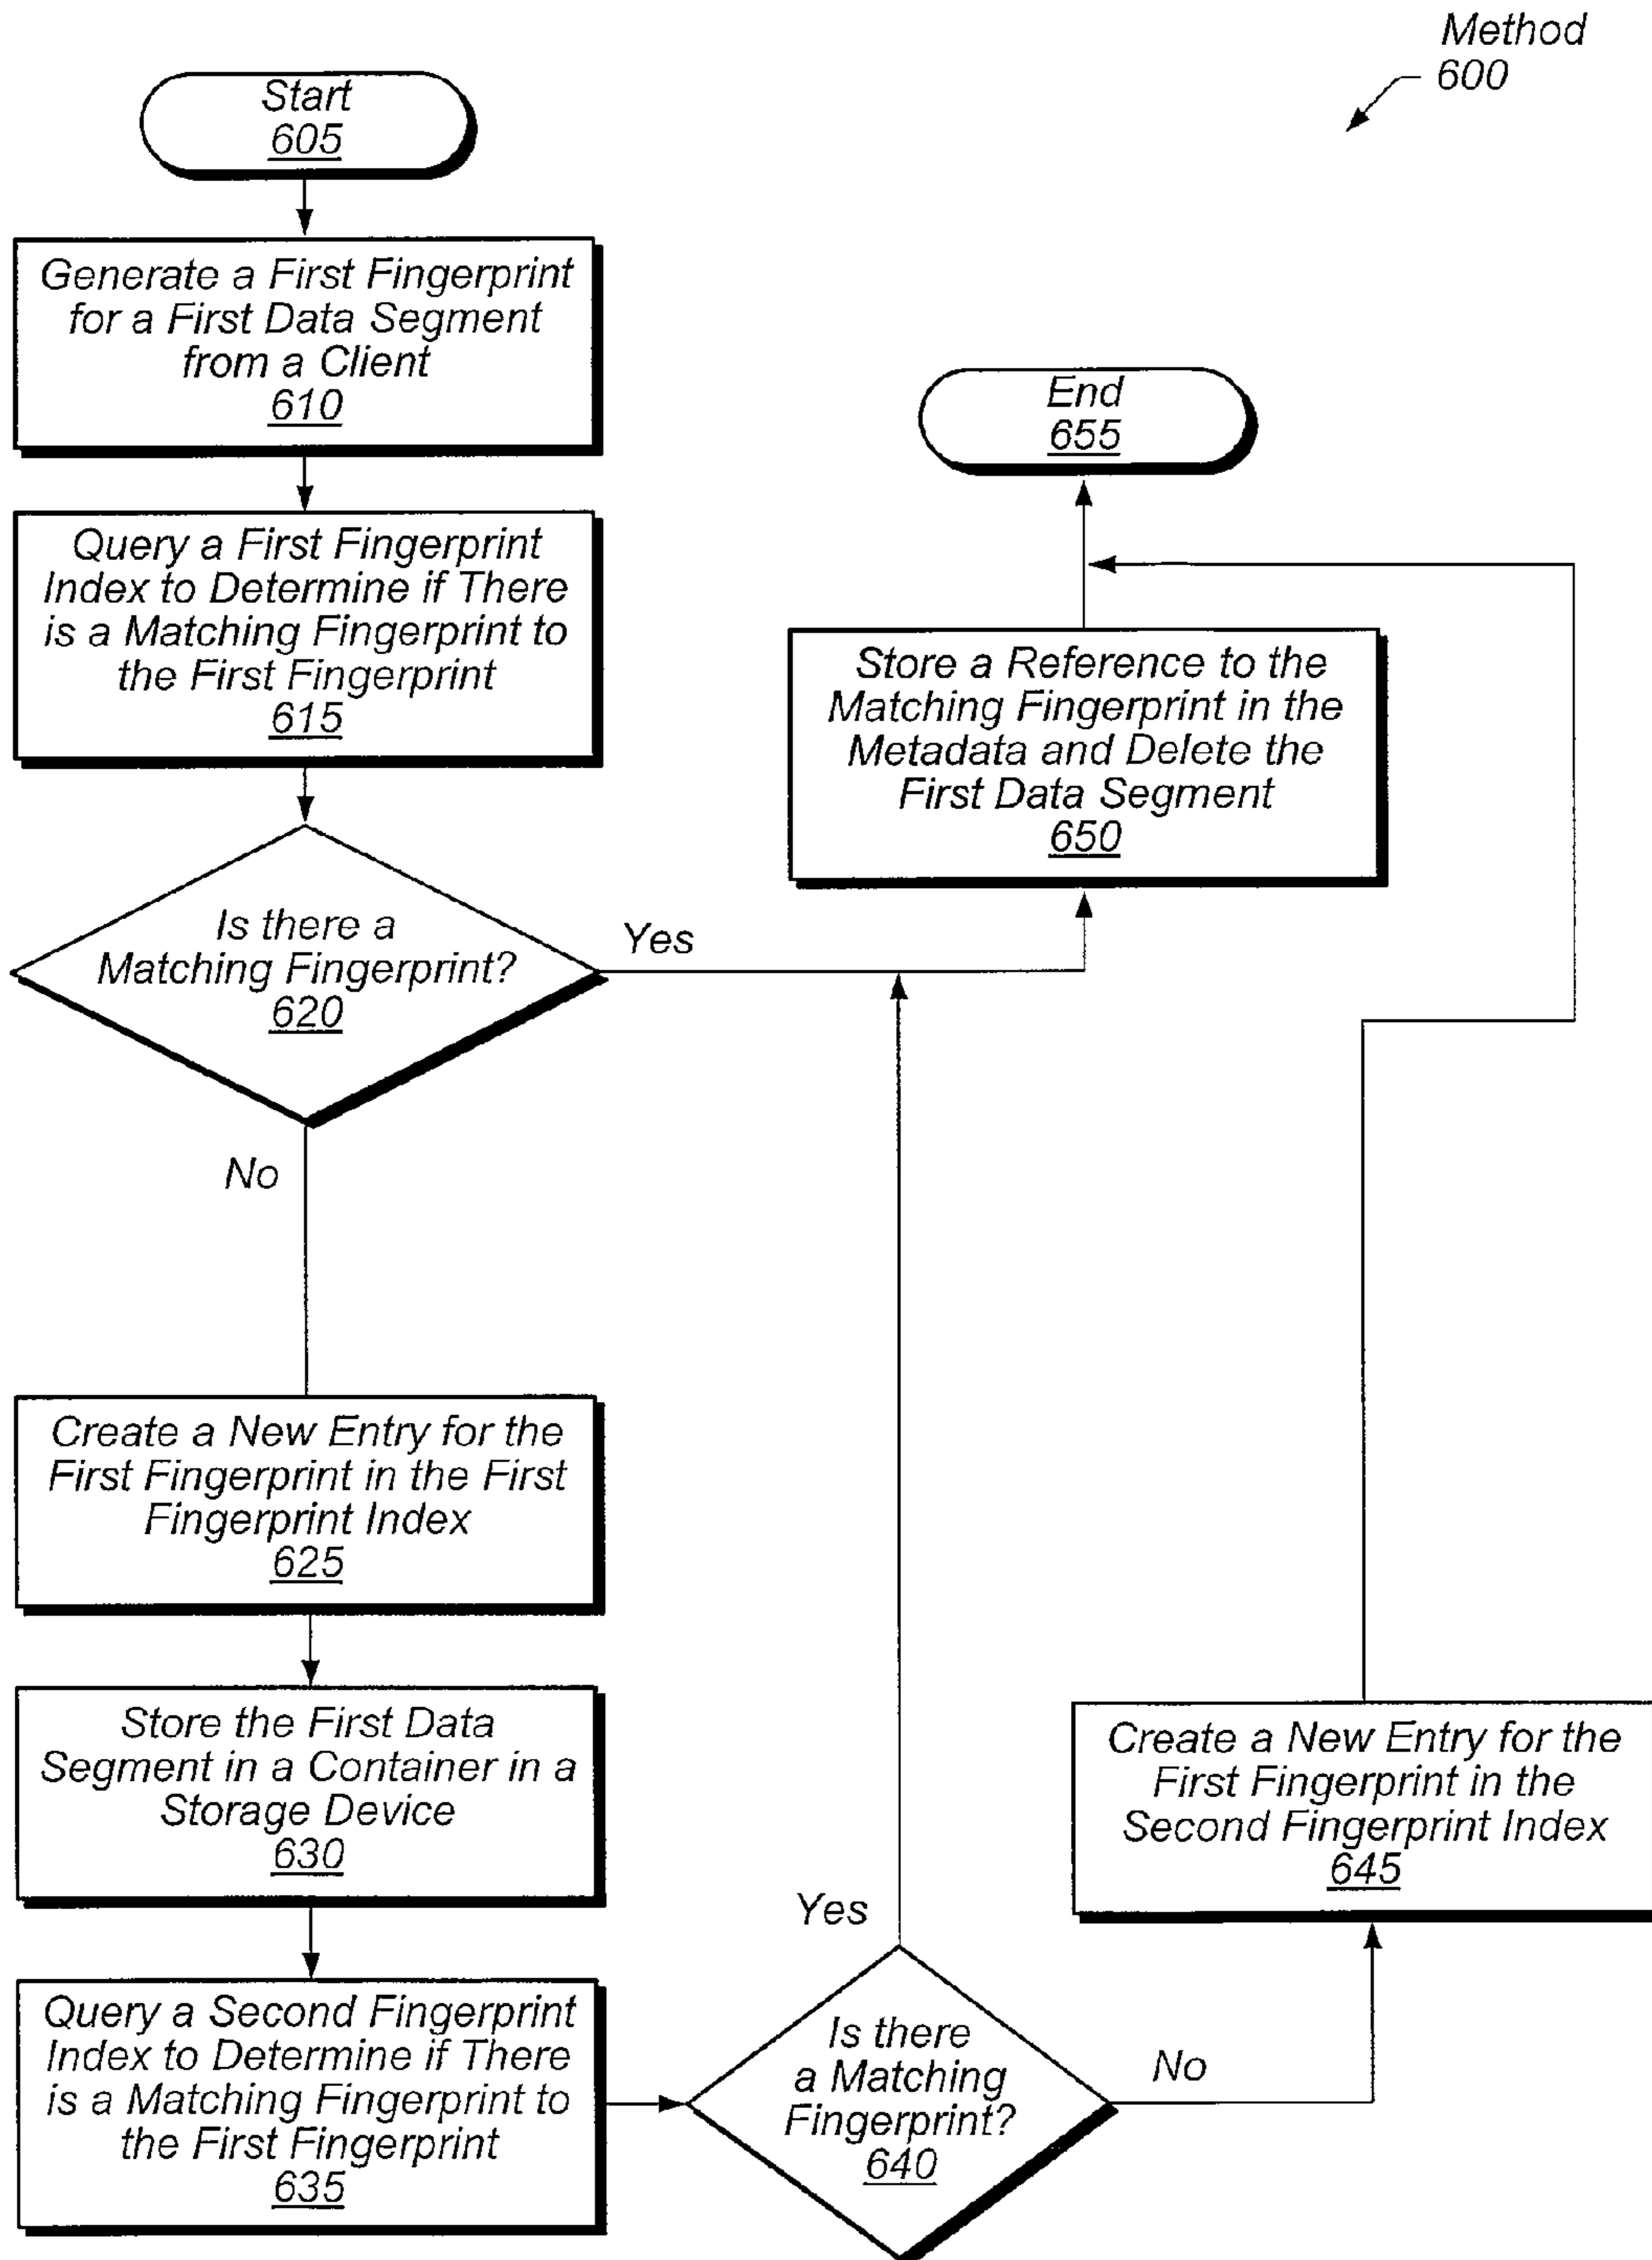 Method
600
Start
605
Generate a First Fingerprint
for a First Data Segment
from a Client
610
Query a First Fingerprint
Index to Determine if There
is a Matching Fingerprint to
the First Fingerprint
615
Is there a
Matching Fingerprint?
620
Yes
No
End
655
Store a Reference to the
Matching Fingerprint in the
Metadata and Delete the
First Data Segment
650
Create a New Entry for the
First Fingerprint in the First
Fingerprint Index
625
Store the First Data
Segment in a Container in a
Storage Device
630
Query a Second Fingerprint
Index to Determine if There
is a Matching Fingerprint to
the First Fingerprint
635
Is there
a Matching
Fingerprint?
640
Yes
No
Create a New Entry for the
First Fingerprint in the
Second Fingerprint Index
645